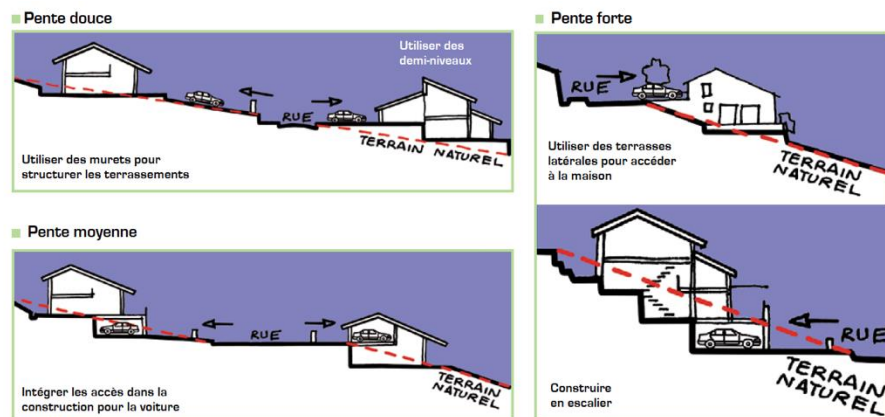 Pente douce
Utiliser des
demi-niveaux
RUE
TERRAIN NATUREL
Utiliser des murets pour
structurer les terrassements
Pente moyenne
RUE
TERRAIN
NATUREL
Intégrer les accès dans la
construction pour la voiture
Pente forte
RUE
Utiliser des terrasses
latérales pour accéder
à la maison
TERRAIN
NATUREL
RUE
TERRAIN
NATUREL
Construire
en escalier